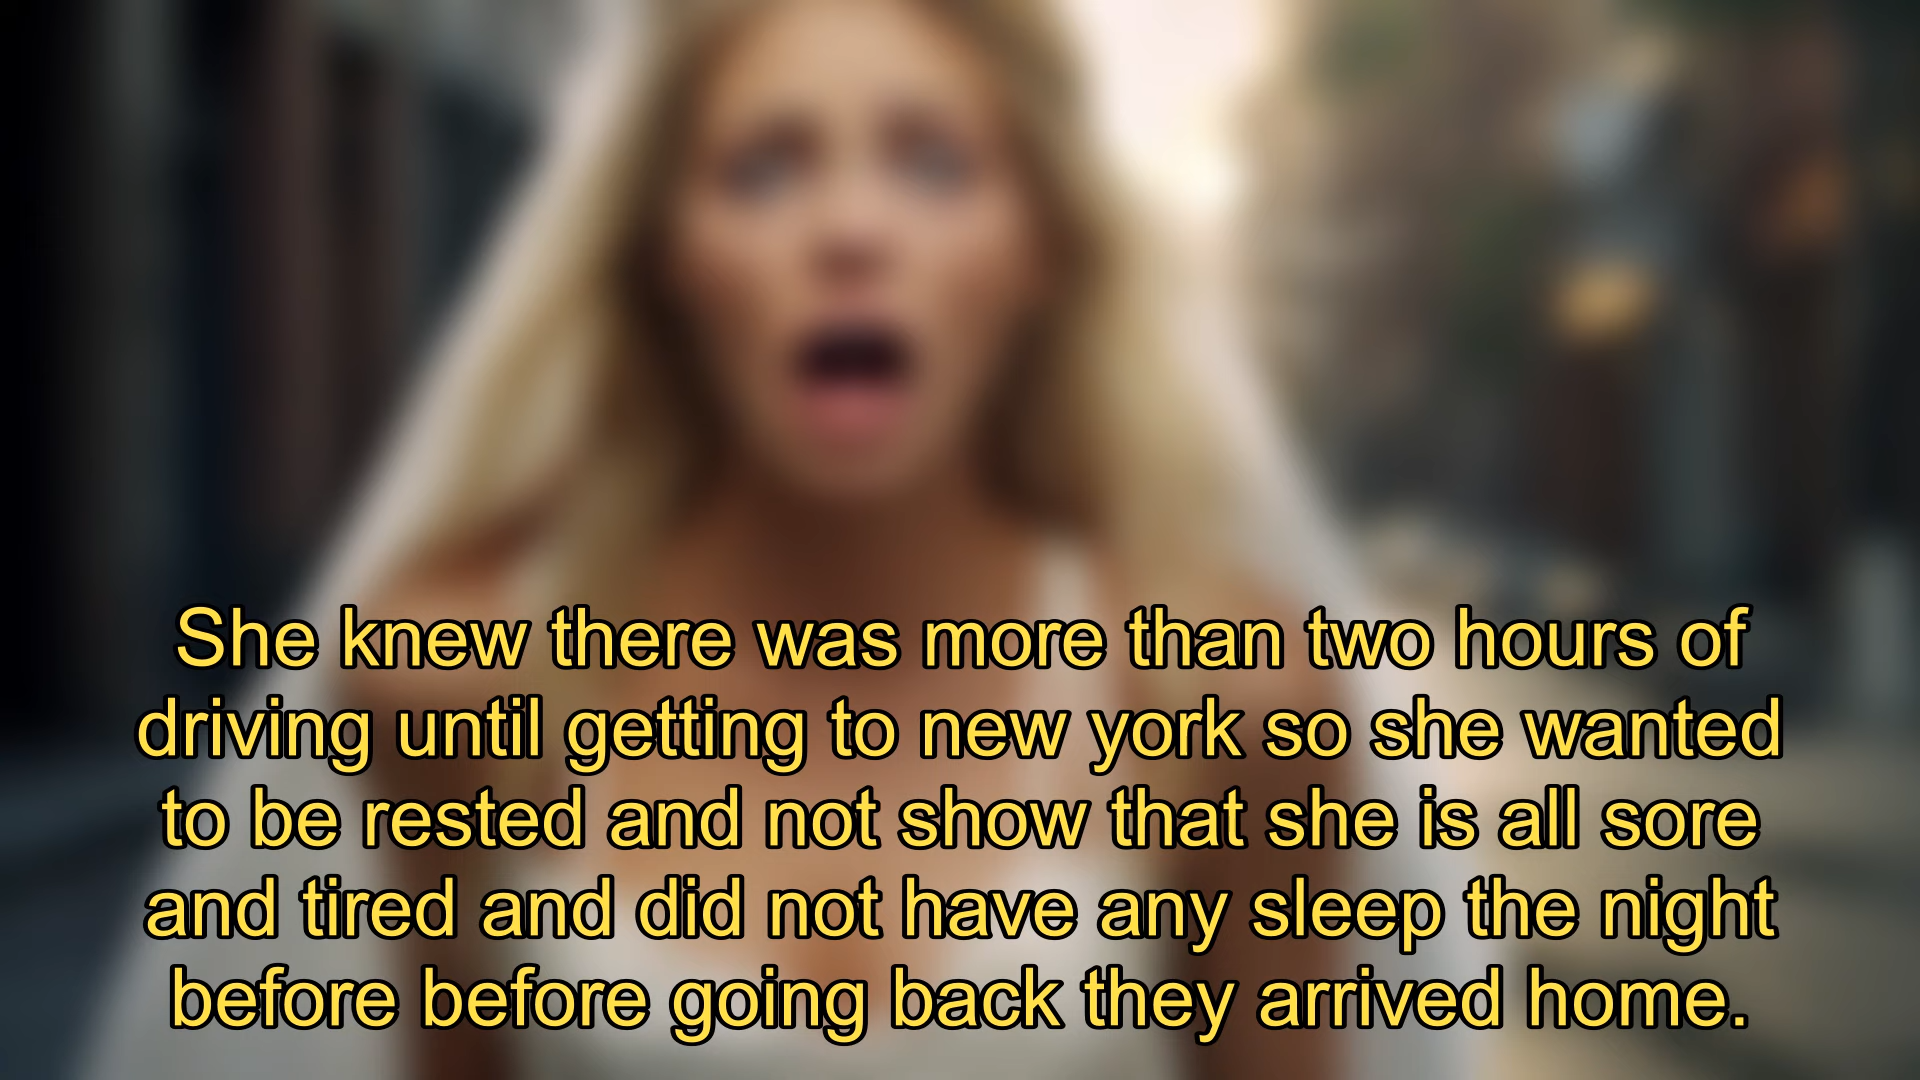 She knew there was more than two hours of
driving until getting to new york so she wanted
to be rested and not show that she is all sore
and tired and did not have any sleep the night
before before going back they arrived home.